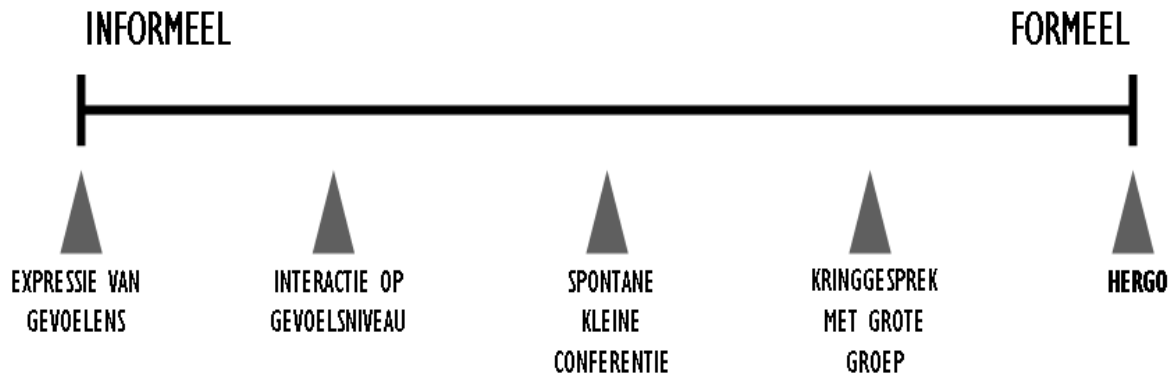 INFORMEEL
FORMEEL
EXPRESSIE VAN
GEVOELENS
INTERACTIE OP
GEVOELSNIVEAU
SPONTANE
KLEINE
CONFERENTIE
KRINGGESPREK
MET GROTE
GROEP
HERGO